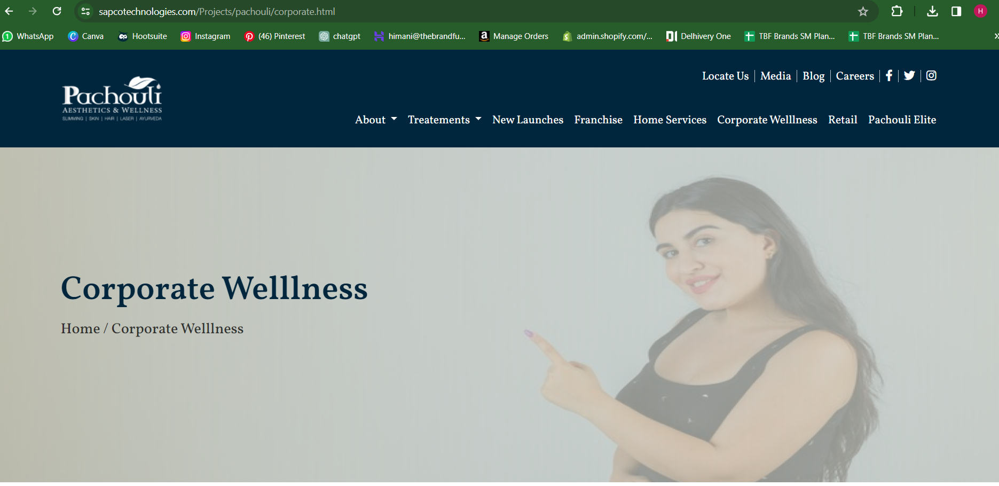 sapcotechnologies.com/Projects/pachouli/corporate.html
H
1 WhatsApp C Canva Hootsuite Instagram (46) Pinterest chatgpt himani@thebrandfu... a Manage Orders admin.shopify.com/... Delhivery One TBF Brands SM Plan... TBF Brands SM Plan... »
Locate Us | Media | Blog | Careers
Pachouli
AESTHETICS & WELLNESS
SLIMMING | SKIN | HAIR | LASER | AYURVEDA
About Treatements New Launches Franchise Home Services Corporate Welllness Retail Pachouli Elite
Corporate Welllness
Home / Corporate Welllness